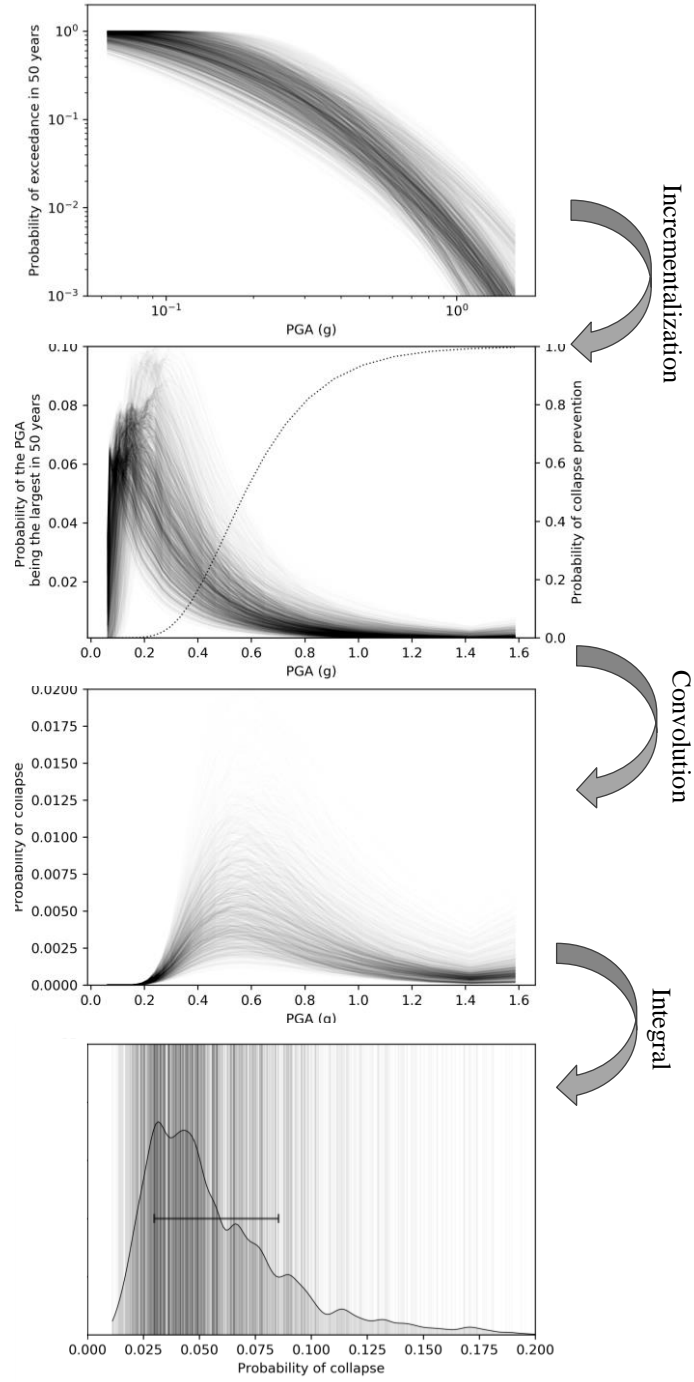 10⁰
10⁻¹
10⁻²
10⁻³
Probability of exceedance in 50 years
10⁻¹
10⁰
PGA (g)
Incrementalization
0.10
0.08
0.06
0.04
0.02
Probability of the PGA
being the largest in 50 years
1.0
0.8
0.6
0.4
0.2
0.0
Probability of collapse prevention
0.0 0.2 0.4 0.6 0.8 1.0 1.2 1.4 1.6
PGA (g)
Convolution
0.0200
0.0175
0.0150
0.0125
0.0100
0.0075
0.0050
0.0025
0.0000
Probability of collapse
0.0 0.2 0.4 0.6 0.8 1.0 1.2 1.4 1.6
PGA (g)
Integral
0.000 0.025 0.050 0.075 0.100 0.125 0.150 0.175 0.200
Probability of collapse